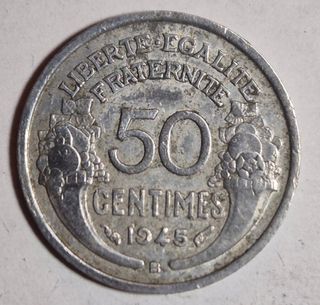 LIBERTE·EGALITE
FRATERNITE
50
CENTIMES
1945
B